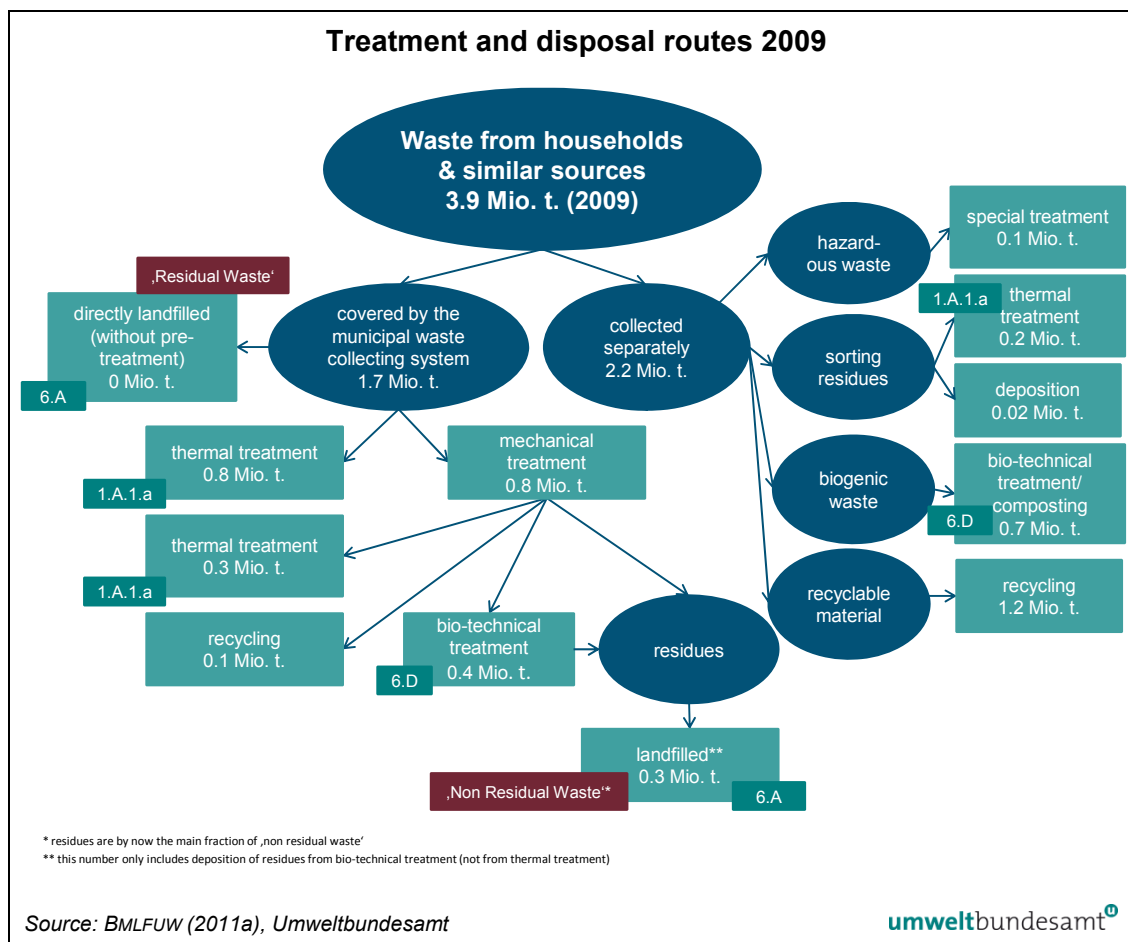 Treatment and disposal routes 2009
Waste from households
& similar sources
3.9 Mio. t. (2009)
‚Residual Waste‘
directly landfilled
(without pre-
treatment)
0 Mio. t.
6.A
covered by the
municipal waste
collecting system
1.7 Mio. t.
collected
separately
2.2 Mio. t.
hazard-
ous waste
special treatment
0.1 Mio. t.
1.A.1.a
thermal
treatment
0.2 Mio. t.
sorting
residues
deposition
0.02 Mio. t.
biogenic
waste
bio-technical
treatment/
composting
0.7 Mio. t.
6.D
recyclable
material
recycling
1.2 Mio. t.
thermal treatment
0.8 Mio. t.
1.A.1.a
mechanical
treatment
0.8 Mio. t.
thermal treatment
0.3 Mio. t.
1.A.1.a
recycling
0.1 Mio. t.
bio-technical
treatment
0.4 Mio. t.
6.D
residues
landfilled**
0.3 Mio. t.
‚Non Residual Waste‘*
6.A
* residues are by now the main fraction of ‚non residual waste‘
** this number only includes deposition of residues from bio-technical treatment (not from thermal treatment)
Source: BMLFUW (2011a), Umweltbundesamt
umweltbundesamt u